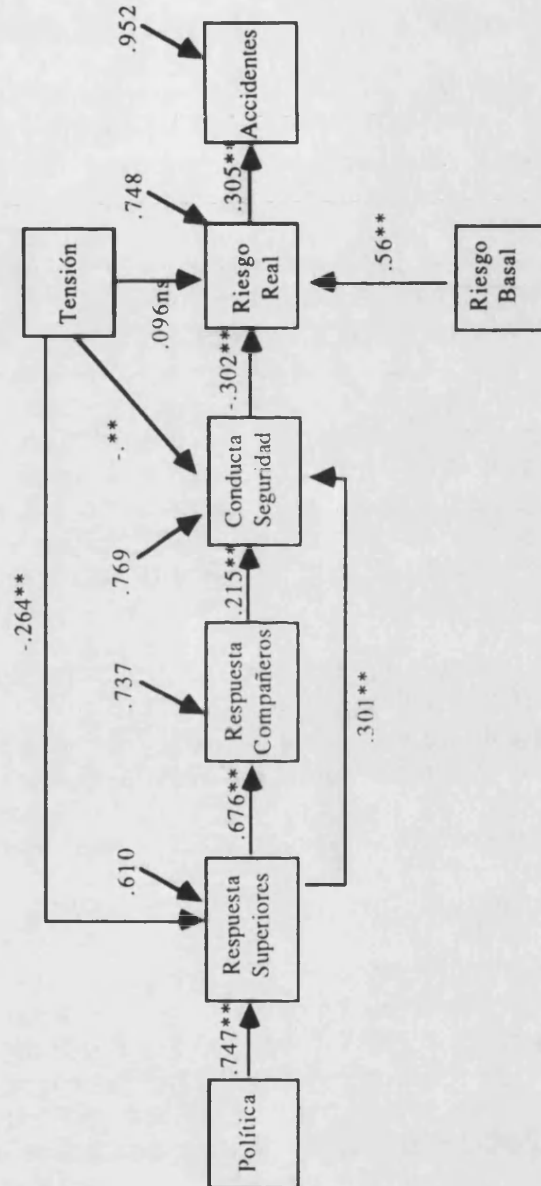 Política
.747**
Respuesta
Superiores
.610
-.264**
.676**
Respuesta
Compañeros
.737
.301**
.215**
Conducta
Seguridad
.769
-.**
-.302**
Tensión
.096ns
Riesgo
Real
.748
.56**
Riesgo
Basal
.305**
Accidentes
.952